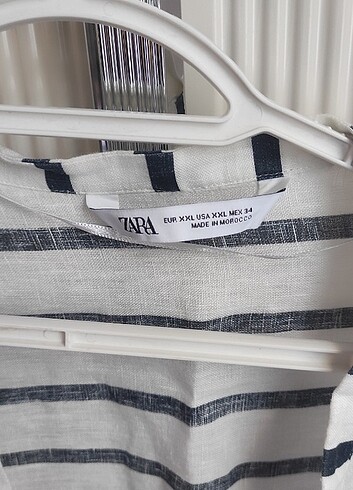 ZARA
EUR XXL USA XXL MEX 34
MADE IN MOROCCO